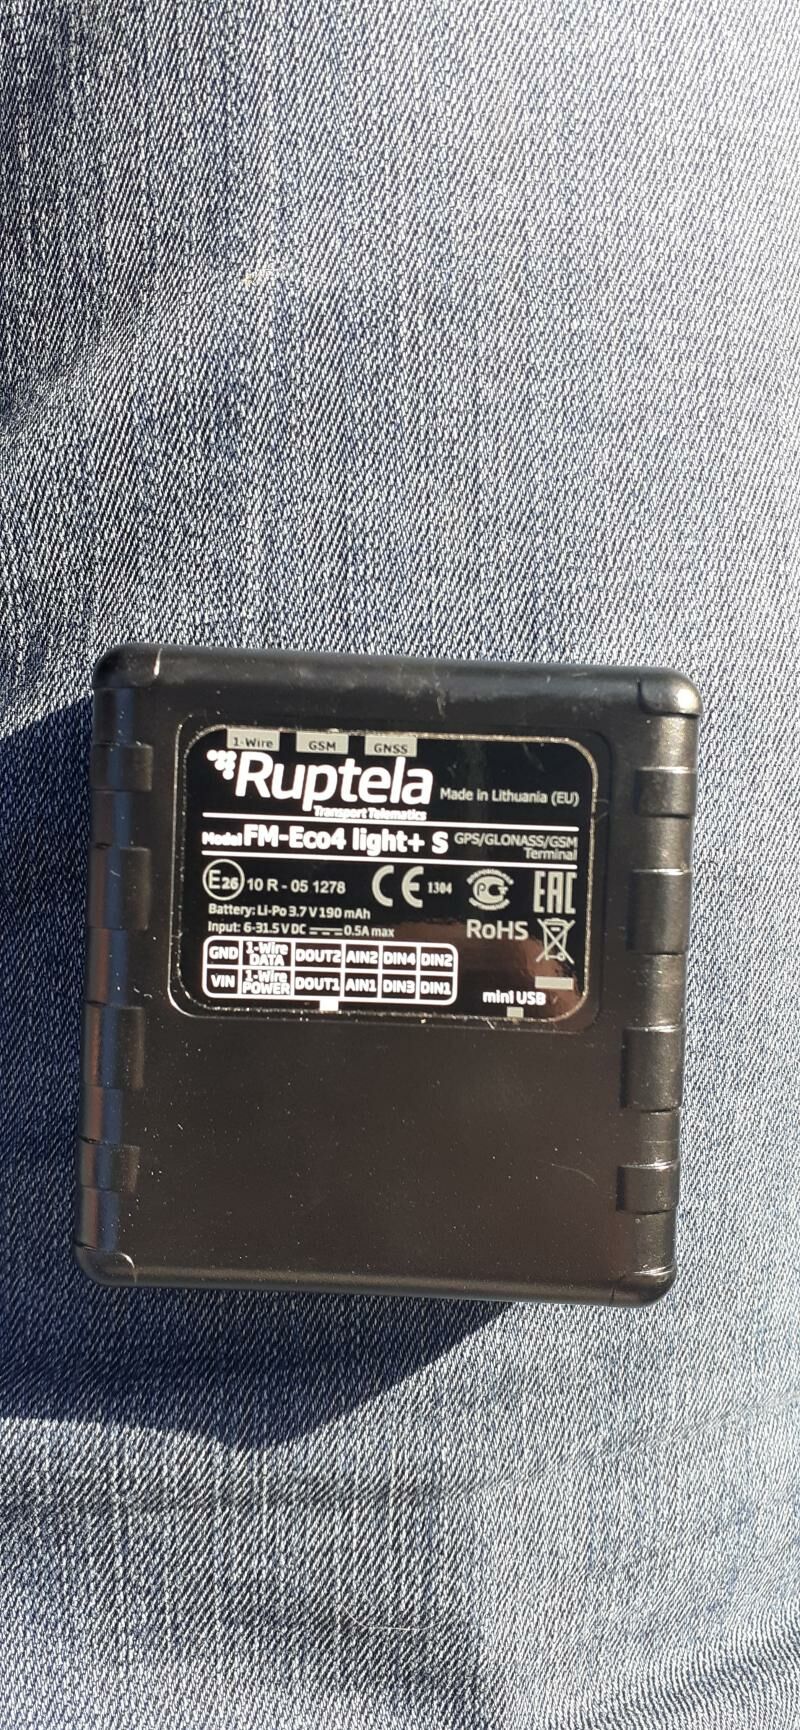 1-Wire GSM GNSS
Ruptela Made in Lithuania (EU)
Transport Telematics
Model FM-Eco4 light+ S GPS/GLONASS/GSM
Terminal
E26 10 R - 05 1278 CE 1304 EAC
Battery: Li-Po 3.7 V 190 mAh
Input: 6-31.5 V DC 0.5A max RoHS
GND 1-Wire DATA DOUT2 AIN2 DIN4 DIN2
VIN 1-Wire POWER DOUT1 AIN1 DIN3 DIN1
mini USB